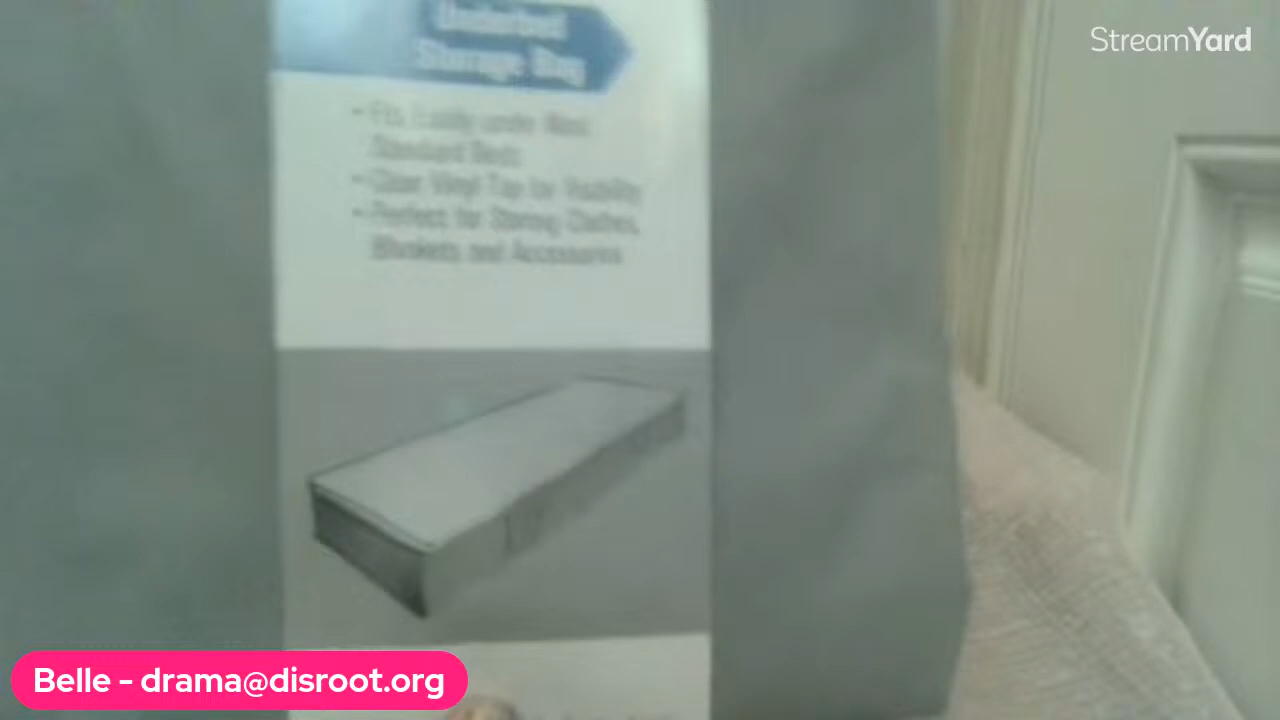 StreamYard
Underbed
Storage Bag
- Fits Easily under Most
Standard Beds
- Clear Vinyl Top for Visibility
- Perfect for Storing Clothes,
Blankets and Accessories
Belle - drama@disroot.org